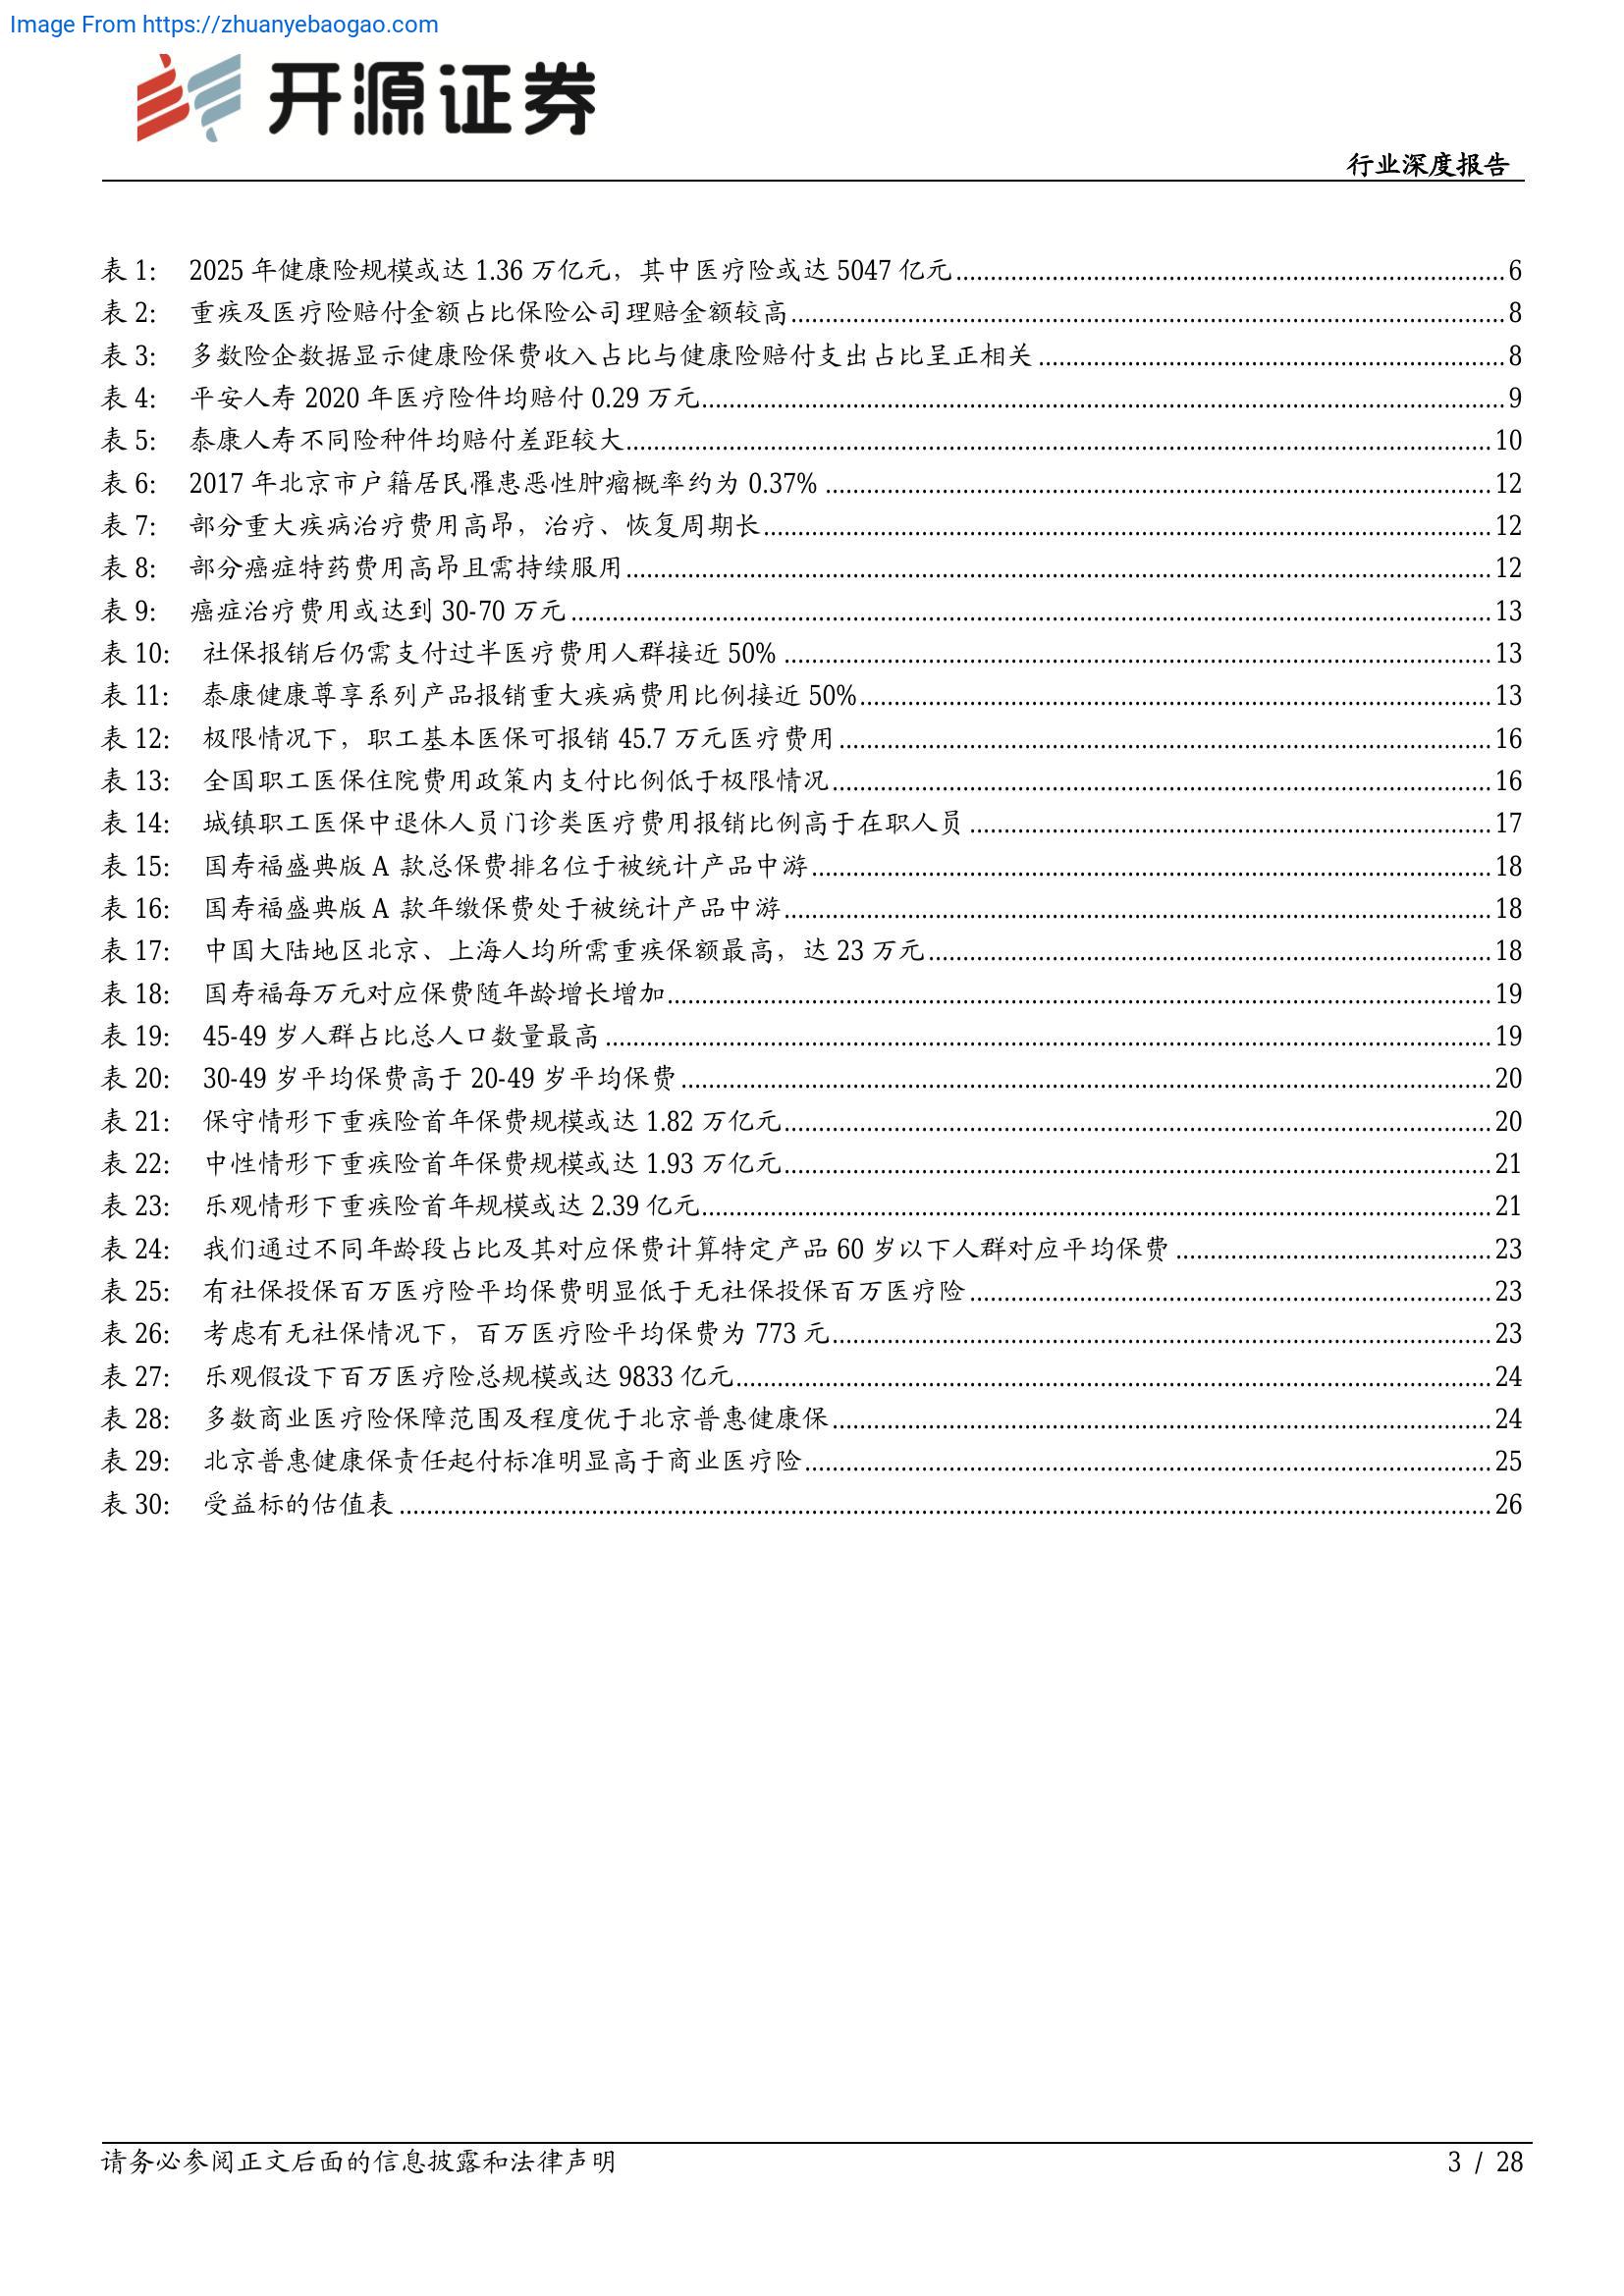 Image From https://zhuanyebaogao.com
开源证券
行业深度报告
表 1： 2025 年健康险规模或达 1.36 万亿元，其中医疗险或达 5047 亿元 6
表 2： 重疾及医疗险赔付金额占比保险公司理赔金额较高 8
表 3： 多数险企数据显示健康险保费收入占比与健康险赔付支出占比呈正相关 8
表 4： 平安人寿 2020 年医疗险件均赔付 0.29 万元 9
表 5： 泰康人寿不同险种件均赔付差距较大 10
表 6： 2017 年北京市户籍居民罹患恶性肿瘤概率约为 0.37% 12
表 7： 部分重大疾病治疗费用高昂，治疗、恢复周期长 12
表 8： 部分癌症特药费用高昂且需持续服用 12
表 9： 癌症治疗费用或达到 30-70 万元 13
表 10： 社保报销后仍需支付过半医疗费用人群接近 50% 13
表 11： 泰康健康尊享系列产品报销重大疾病费用比例接近 50% 13
表 12： 极限情况下，职工基本医保可报销 45.7 万元医疗费用 16
表 13： 全国职工医保住院费用政策内支付比例低于极限情况 16
表 14： 城镇职工医保中退休人员门诊类医疗费用报销比例高于在职人员 17
表 15： 国寿福盛典版 A 款总保费排名位于被统计产品中游 18
表 16： 国寿福盛典版 A 款年缴保费处于被统计产品中游 18
表 17： 中国大陆地区北京、上海人均所需重疾保额最高，达 23 万元 18
表 18： 国寿福每万元对应保费随年龄增长增加 19
表 19： 45-49 岁人群占比总人口数量最高 19
表 20： 30-49 岁平均保费高于 20-49 岁平均保费 20
表 21： 保守情形下重疾险首年保费规模或达 1.82 万亿元 20
表 22： 中性情形下重疾险首年保费规模或达 1.93 万亿元 21
表 23： 乐观情形下重疾险首年规模或达 2.39 亿元 21
表 24： 我们通过不同年龄段占比及其对应保费计算特定产品 60 岁以下人群对应平均保费 23
表 25： 有社保投保百万医疗险平均保费明显低于无社保投保百万医疗险 23
表 26： 考虑有无社保情况下，百万医疗险平均保费为 773 元 23
表 27： 乐观假设下百万医疗险总规模或达 9833 亿元 24
表 28： 多数商业医疗险保障范围及程度优于北京普惠健康保 24
表 29： 北京普惠健康保责任起付标准明显高于商业医疗险 25
表 30： 受益标的估值表 26
请务必参阅正文后面的信息披露和法律声明 3 / 28